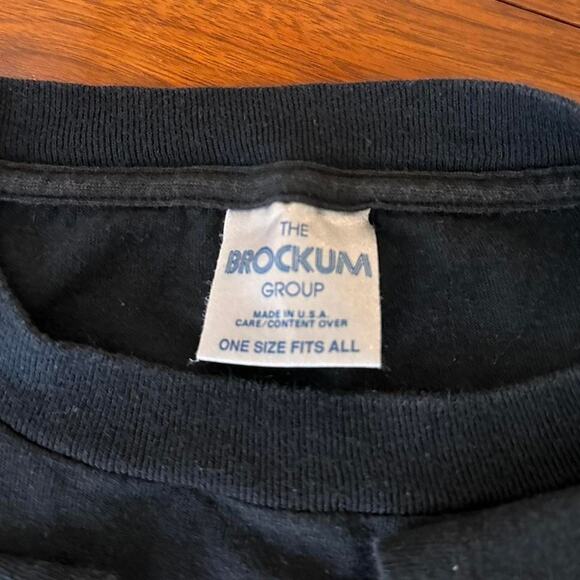 THE
BROCKUM
GROUP
MADE IN U.S.A.
CARE/CONTENT OVER
ONE SIZE FITS ALL